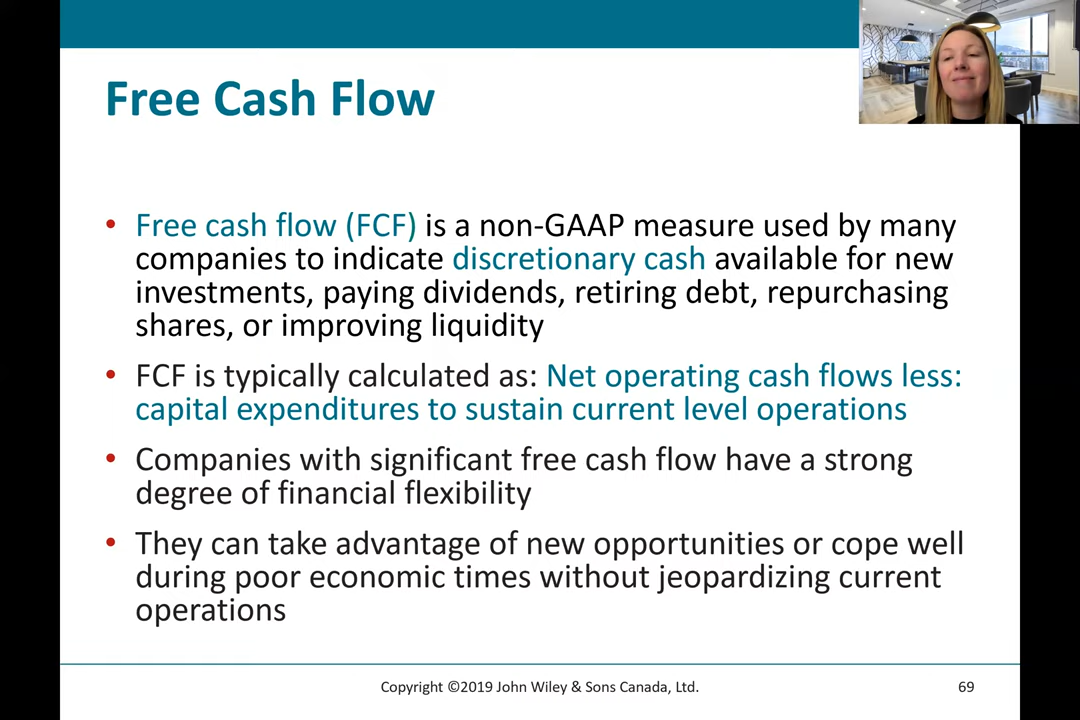 Free Cash Flow
• Free cash flow (FCF) is a non-GAAP measure used by many
companies to indicate discretionary cash available for new
investments, paying dividends, retiring debt, repurchasing
shares, or improving liquidity
• FCF is typically calculated as: Net operating cash flows less:
capital expenditures to sustain current level operations
• Companies with significant free cash flow have a strong
degree of financial flexibility
• They can take advantage of new opportunities or cope well
during poor economic times without jeopardizing current
operations
Copyright ©2019 John Wiley & Sons Canada, Ltd.
69